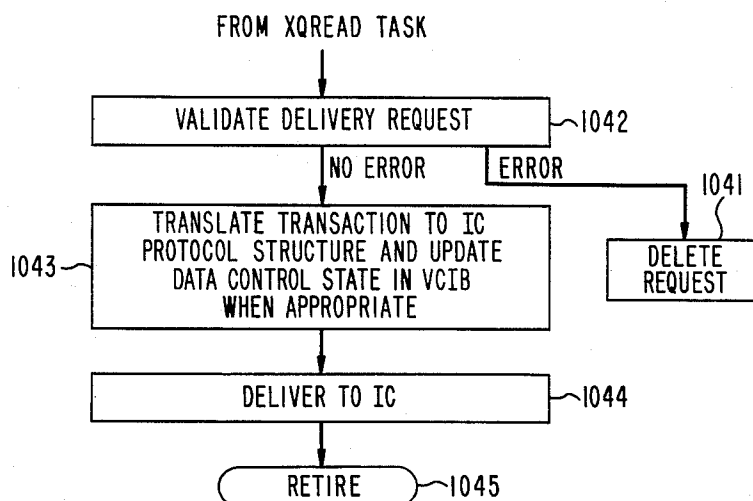 FROM XQREAD TASK
VALIDATE DELIVERY REQUEST
1042
NO ERROR
ERROR
1041
DELETE
REQUEST
1043
TRANSLATE TRANSACTION TO IC
PROTOCOL STRUCTURE AND UPDATE
DATA CONTROL STATE IN VCIB
WHEN APPROPRIATE
DELIVER TO IC
1044
RETIRE
1045